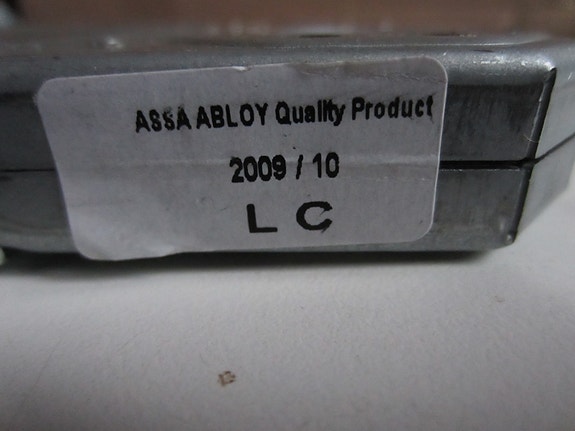 ASSA ABLOY Quality Product
2009 / 10
L C